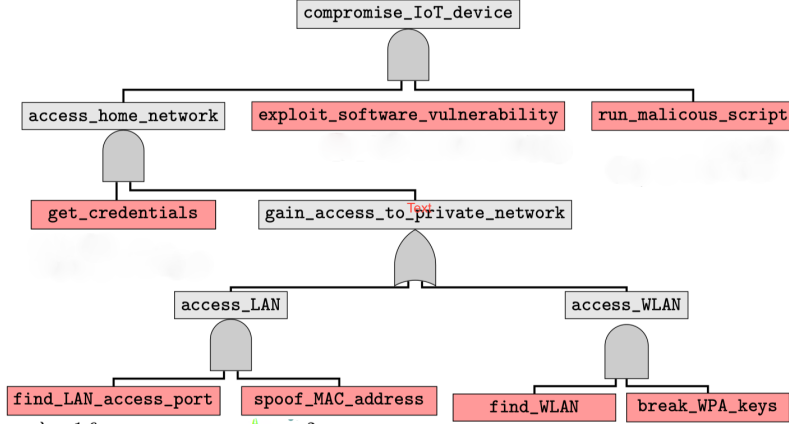 compromise_IoT_device
access_home_network
exploit_software_vulnerability
run_malicous_script
get_credentials
gain_access_to_private_network
Text
access_LAN
access_WLAN
find_LAN_access_port
spoof_MAC_address
find_WLAN
break_WPA_keys